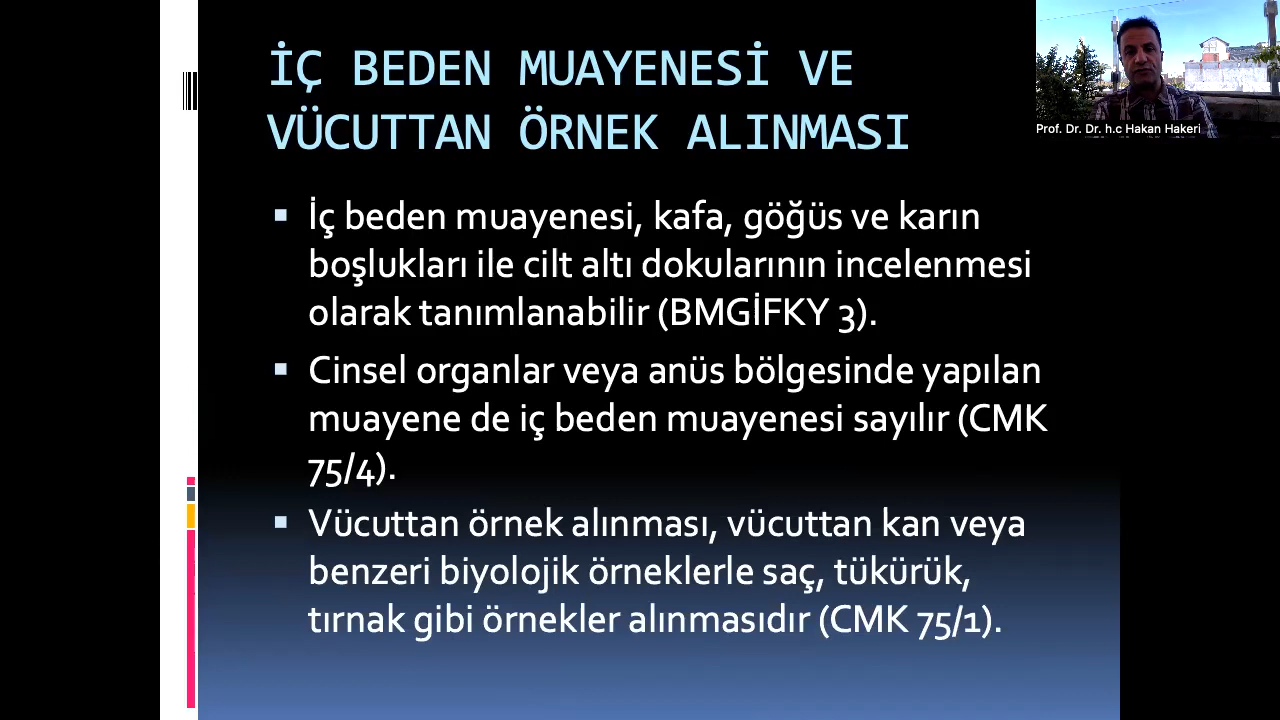 İÇ BEDEN MUAYENESİ VE
VÜCUTTAN ÖRNEK ALINMASI
Prof. Dr. Dr. h.c Hakan Hakeri
▪ İç beden muayenesi, kafa, göğüs ve karın
boşlukları ile cilt altı dokularının incelenmesi
olarak tanımlanabilir (BMGİFKY 3).
▪ Cinsel organlar veya anüs bölgesinde yapılan
muayene de iç beden muayenesi sayılır (CMK
75/4).
▪ Vücuttan örnek alınması, vücuttan kan veya
benzeri biyolojik örneklerle saç, tükürük,
tırnak gibi örnekler alınmasıdır (CMK 75/1).